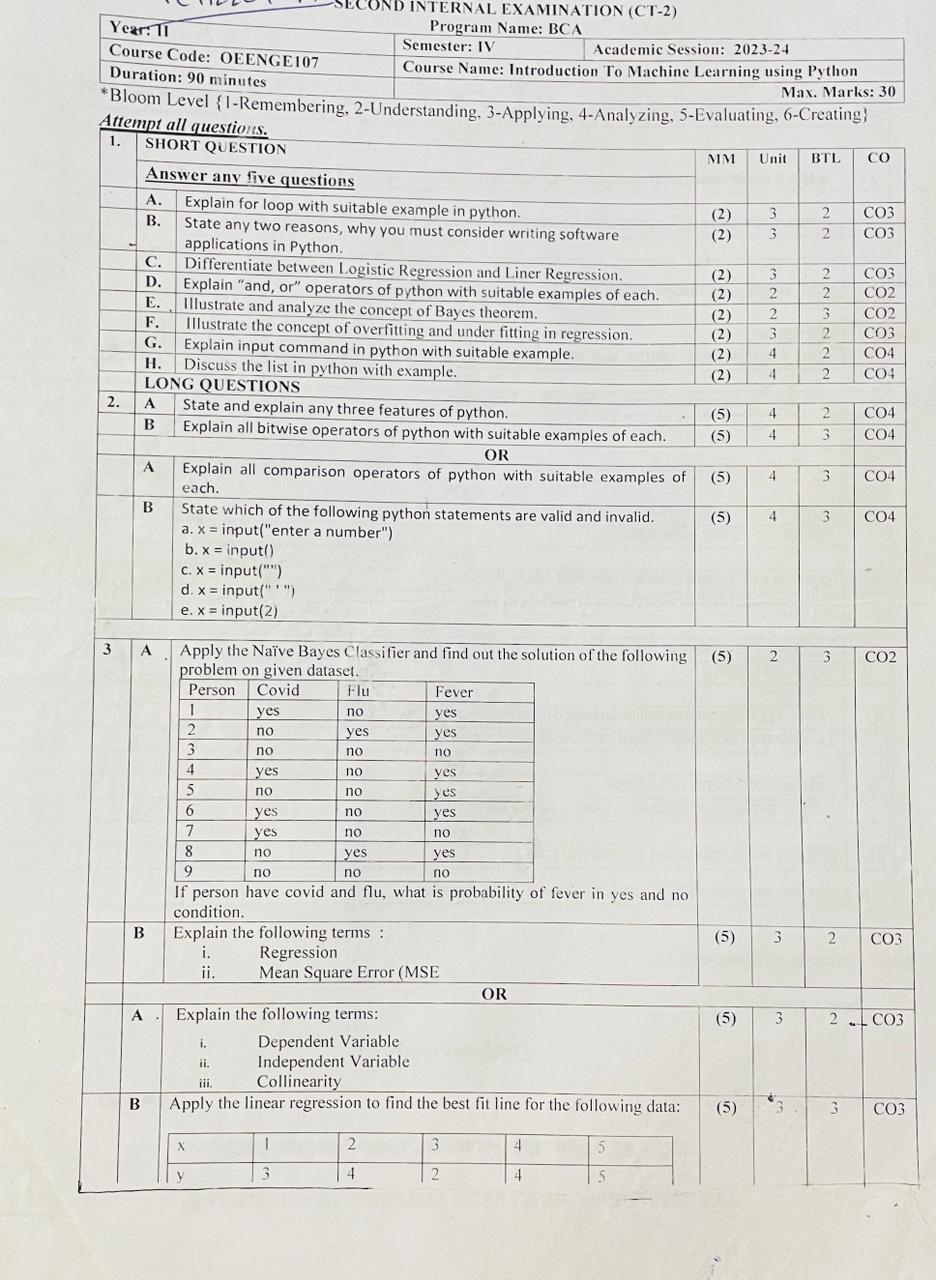 SECOND INTERNAL EXAMINATION (CT-2)
Program Name: BCA
Year: II
Semester: IV Academic Session: 2023-24
Course Code: OEENGE107
Course Name: Introduction To Machine Learning using Python
Duration: 90 minutes
Max. Marks: 30
*Bloom Level {1-Remembering, 2-Understanding, 3-Applying, 4-Analyzing, 5-Evaluating, 6-Creating}
Attempt all questions.
1. SHORT QUESTION MM Unit BTL CO
Answer any five questions
A. Explain for loop with suitable example in python. (2) 3 2 CO3
B. State any two reasons, why you must consider writing software (2) 3 2 CO3
applications in Python.
C. Differentiate between Logistic Regression and Liner Regression. (2) 3 2 CO3
D. Explain “and, or” operators of python with suitable examples of each. (2) 2 2 CO2
E. Illustrate and analyze the concept of Bayes theorem. (2) 2 3 CO2
F. Illustrate the concept of overfitting and under fitting in regression. (2) 3 2 CO3
G. Explain input command in python with suitable example. (2) 4 2 CO4
H. Discuss the list in python with example. (2) 4 2 CO4
LONG QUESTIONS
2. A State and explain any three features of python. (5) 4 2 CO4
B Explain all bitwise operators of python with suitable examples of each. (5) 4 3 CO4
OR
A Explain all comparison operators of python with suitable examples of (5) 4 3 CO4
each.
B State which of the following python statements are valid and invalid. (5) 4 3 CO4
a. x = input("enter a number")
b. x = input()
c. x = input("")
d. x = input(" ' ")
e. x = input(2)
3 A Apply the Naïve Bayes Classifier and find out the solution of the following (5) 2 3 CO2
problem on given dataset.
Person Covid Flu Fever
1 yes no yes
2 no yes yes
3 no no no
4 yes no yes
5 no no yes
6 yes no yes
7 yes no no
8 no yes yes
9 no no no
If person have covid and flu, what is probability of fever in yes and no
condition.
B Explain the following terms : (5) 3 2 CO3
i. Regression
ii. Mean Square Error (MSE
OR
A Explain the following terms: (5) 3 2 CO3
i. Dependent Variable
ii. Independent Variable
iii. Collinearity
B Apply the linear regression to find the best fit line for the following data: (5) 3 3 CO3
x 1 2 3 4 5
y 3 4 2 4 5